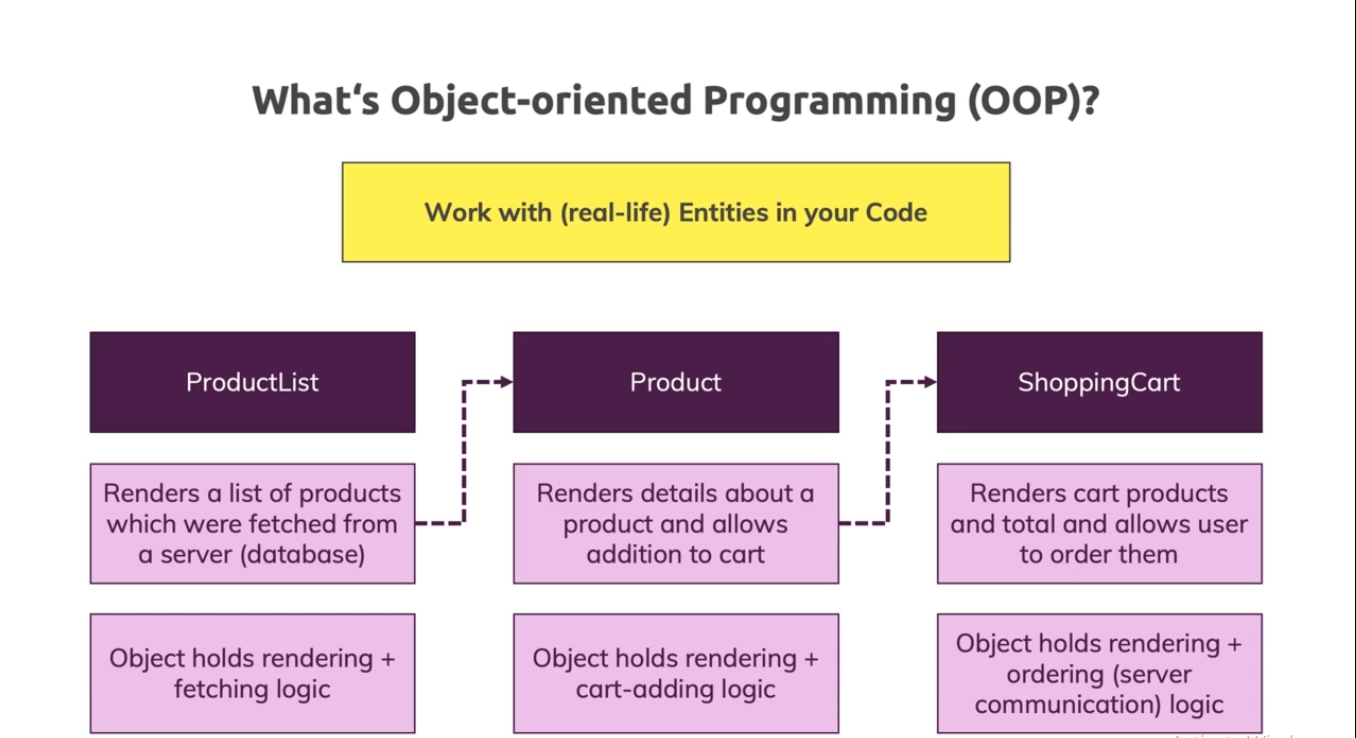 What‘s Object-oriented Programming (OOP)?
Work with (real-life) Entities in your Code
ProductList
Product
ShoppingCart
Renders a list of products
which were fetched from
a server (database)
Renders details about a
product and allows
addition to cart
Renders cart products
and total and allows user
to order them
Object holds rendering +
fetching logic
Object holds rendering +
cart-adding logic
Object holds rendering +
ordering (server
communication) logic